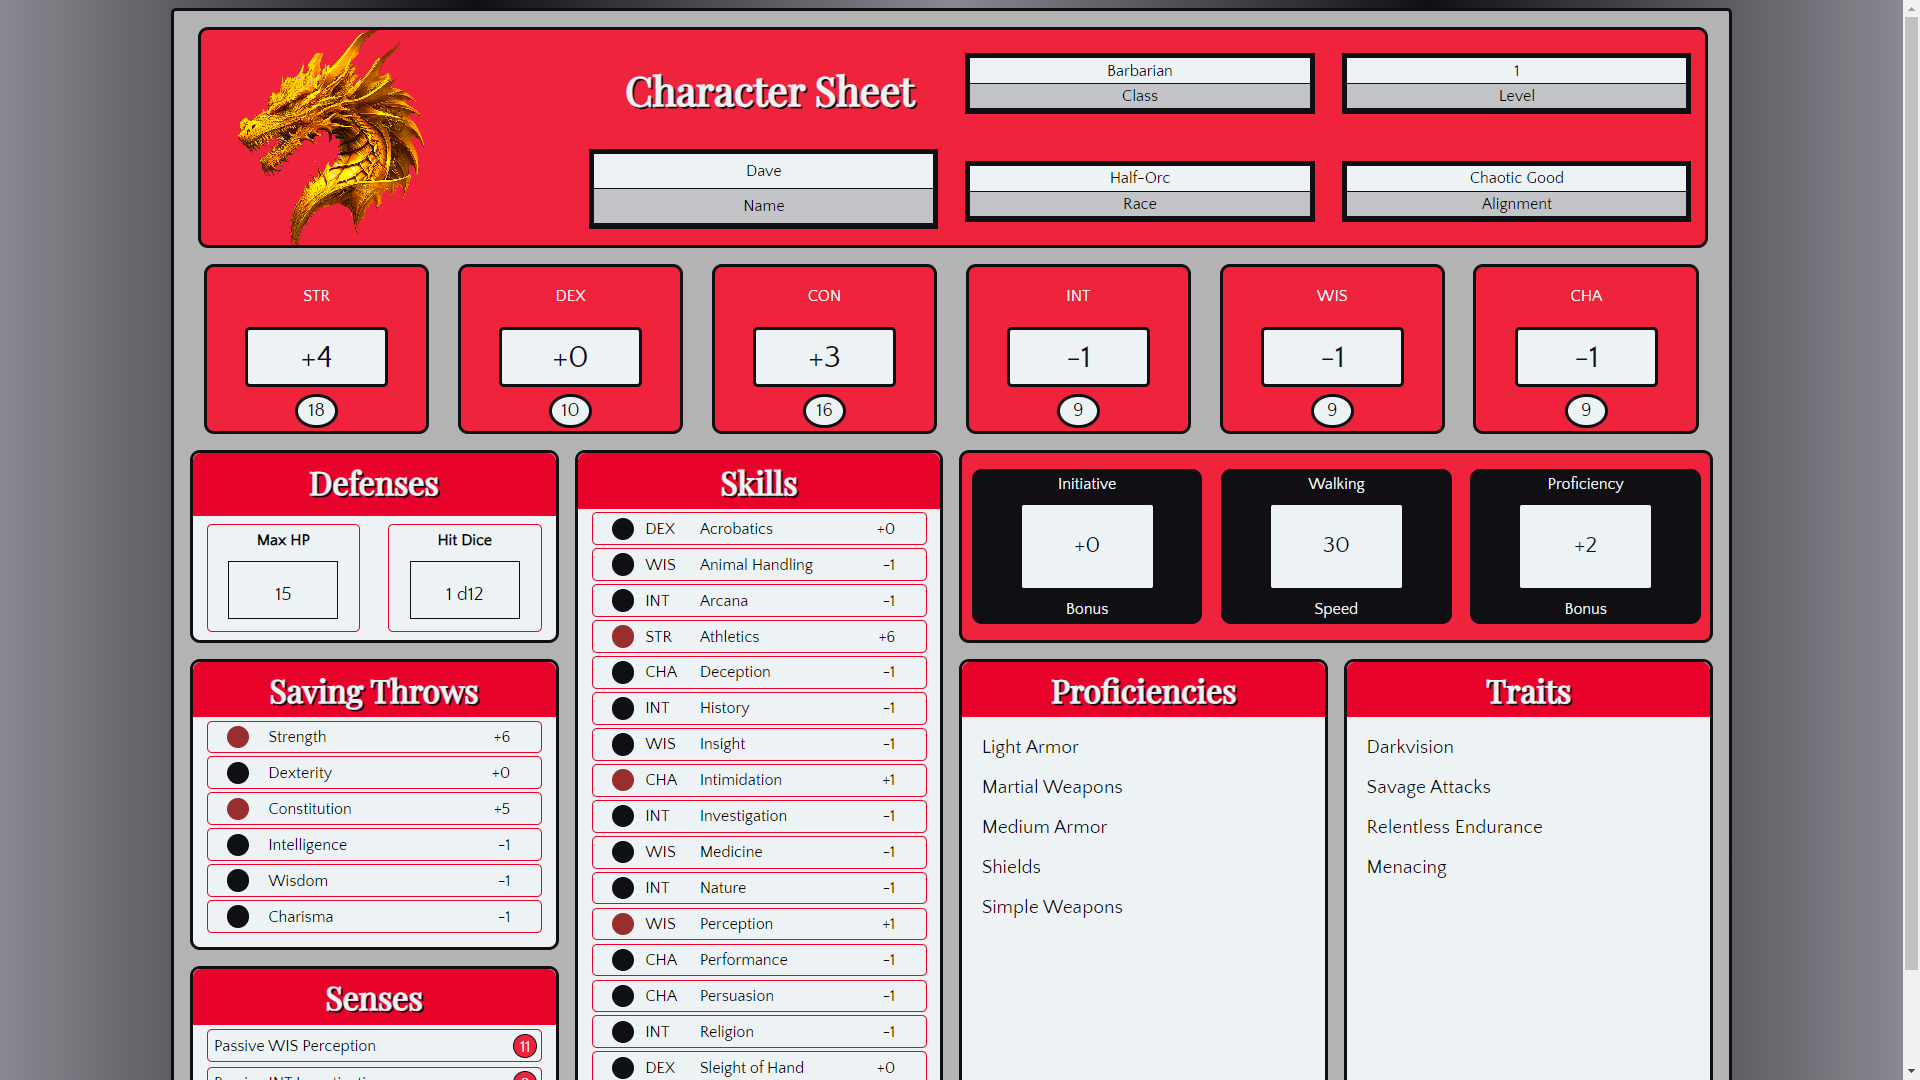 Character Sheet
Barbarian
Class
1
Level
Dave
Name
Half-Orc
Race
Chaotic Good
Alignment
STR
+4
18
DEX
+0
10
CON
+3
16
INT
-1
9
WIS
-1
9
CHA
-1
9
Defenses
Max HP
15
Hit Dice
1 d12
Saving Throws
Strength +6
Dexterity +0
Constitution +5
Intelligence -1
Wisdom -1
Charisma -1
Senses
Passive WIS Perception 11
Skills
DEX Acrobatics +0
WIS Animal Handling -1
INT Arcana -1
STR Athletics +6
CHA Deception -1
INT History -1
WIS Insight -1
CHA Intimidation +1
INT Investigation -1
WIS Medicine -1
INT Nature -1
WIS Perception +1
CHA Performance -1
CHA Persuasion -1
INT Religion -1
DEX Sleight of Hand +0
Initiative
+0
Bonus
Walking
30
Speed
Proficiency
+2
Bonus
Proficiencies
Light Armor
Martial Weapons
Medium Armor
Shields
Simple Weapons
Traits
Darkvision
Savage Attacks
Relentless Endurance
Menacing